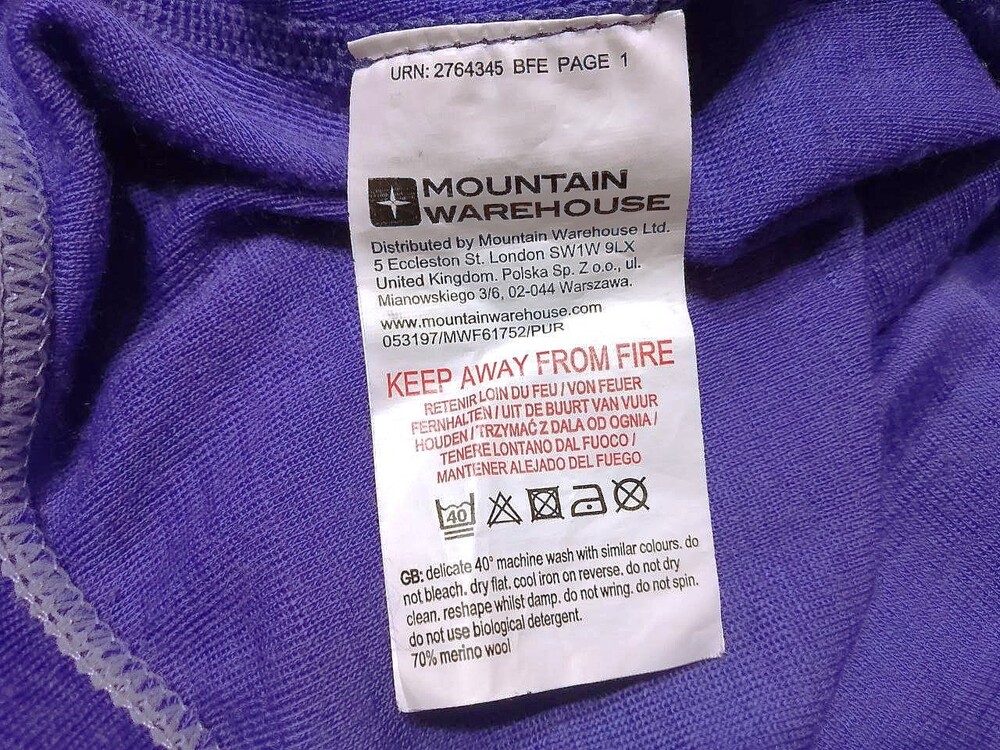 URN: 2764345 BFE PAGE 1
MOUNTAIN
WAREHOUSE
Distributed by Mountain Warehouse Ltd.
5 Eccleston St. London SW1W 9LX
United Kingdom. Polska Sp. Z o.o., ul.
Mianowskiego 3/6, 02-044 Warszawa.
www.mountainwarehouse.com
053197/MWF61752/PUR
KEEP AWAY FROM FIRE
RETENIR LOIN DU FEU / VON FEUER
FERNHALTEN / UIT DE BUURT VAN VUUR
HOUDEN / TRZYMAĆ Z DALA OD OGNIA /
TENERE LONTANO DAL FUOCO /
MANTENER ALEJADO DEL FUEGO
40
GB: delicate 40° machine wash with similar colours. do
not bleach. dry flat. cool iron on reverse. do not dry
clean. reshape whilst damp. do not wring. do not spin.
do not use biological detergent.
70% merino wool